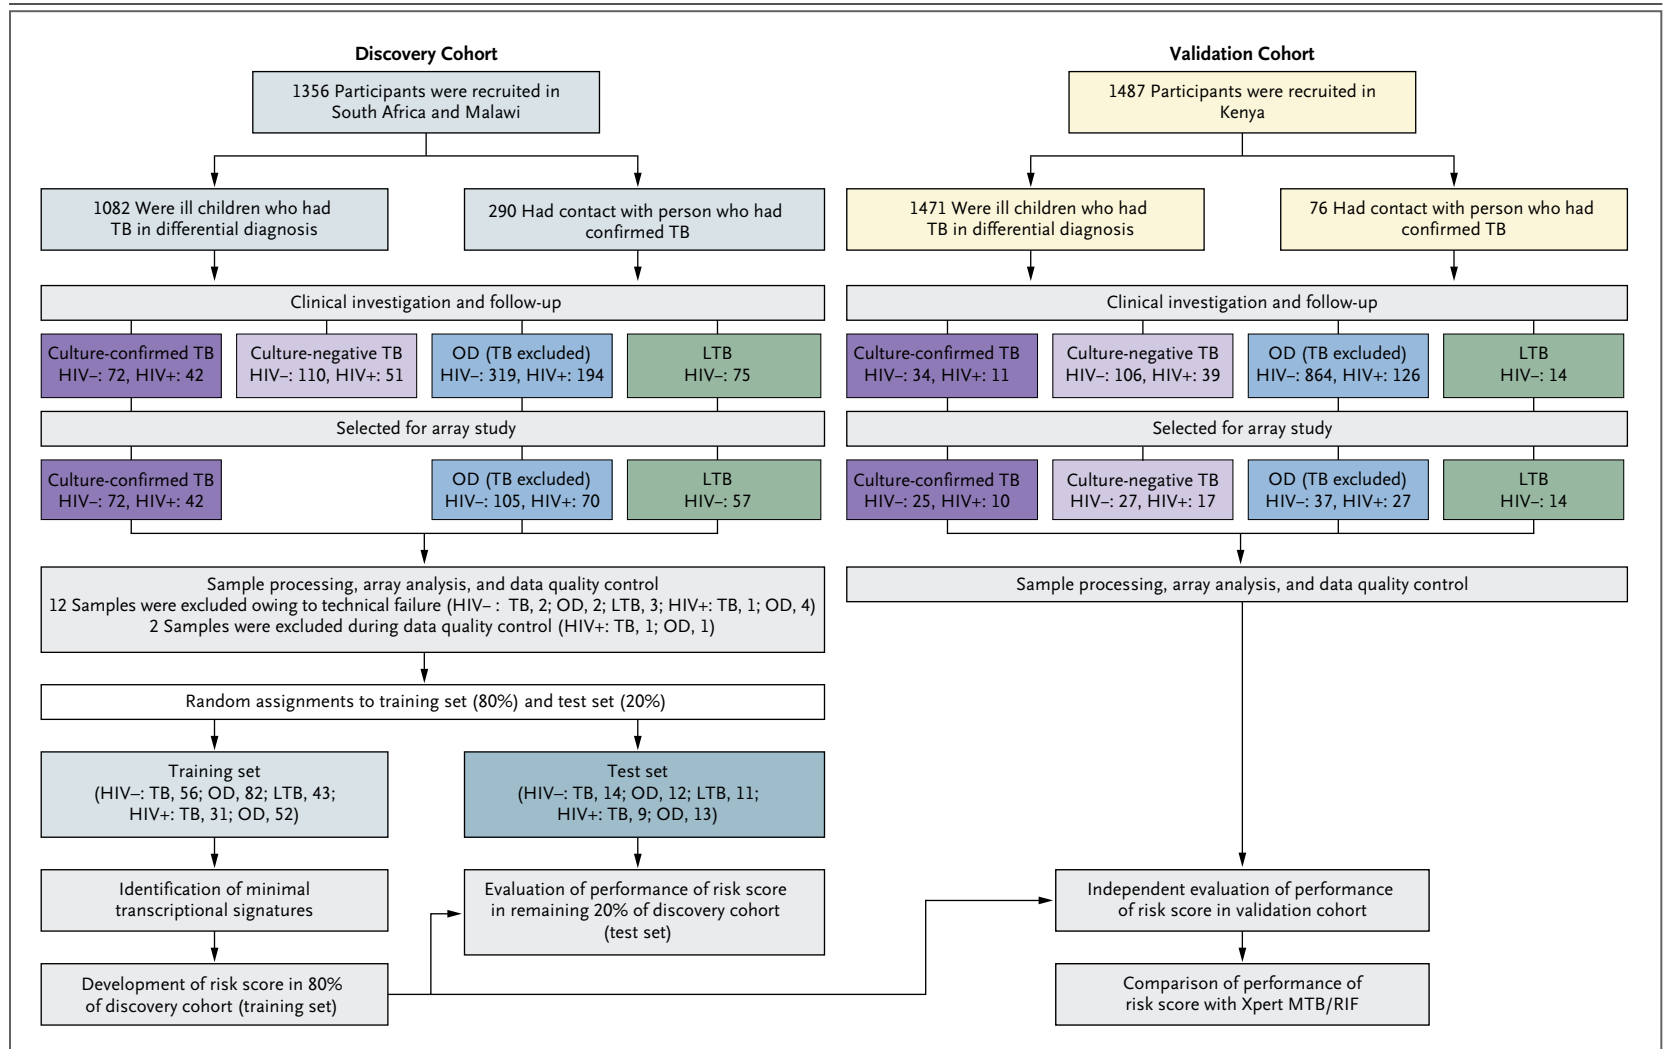 Discovery Cohort
1356 Participants were recruited in
South Africa and Malawi
1082 Were ill children who had
TB in differential diagnosis
290 Had contact with person who had
confirmed TB
Clinical investigation and follow-up
Culture-confirmed TB
HIV–: 72, HIV+: 42
Culture-negative TB
HIV–: 110, HIV+: 51
OD (TB excluded)
HIV–: 319, HIV+: 194
LTB
HIV–: 75
Selected for array study
Culture-confirmed TB
HIV–: 72, HIV+: 42
OD (TB excluded)
HIV–: 105, HIV+: 70
LTB
HIV–: 57
Sample processing, array analysis, and data quality control
12 Samples were excluded owing to technical failure (HIV– : TB, 2; OD, 2; LTB, 3; HIV+: TB, 1; OD, 4)
2 Samples were excluded during data quality control (HIV+: TB, 1; OD, 1)
Random assignments to training set (80%) and test set (20%)
Training set
(HIV–: TB, 56; OD, 82; LTB, 43;
HIV+: TB, 31; OD, 52)
Test set
(HIV–: TB, 14; OD, 12; LTB, 11;
HIV+: TB, 9; OD, 13)
Identification of minimal
transcriptional signatures
Evaluation of performance of risk score
in remaining 20% of discovery cohort
(test set)
Development of risk score in 80%
of discovery cohort (training set)
Validation Cohort
1487 Participants were recruited in
Kenya
1471 Were ill children who had
TB in differential diagnosis
76 Had contact with person who had
confirmed TB
Clinical investigation and follow-up
Culture-confirmed TB
HIV–: 34, HIV+: 11
Culture-negative TB
HIV–: 106, HIV+: 39
OD (TB excluded)
HIV–: 864, HIV+: 126
LTB
HIV–: 14
Selected for array study
Culture-confirmed TB
HIV–: 25, HIV+: 10
Culture-negative TB
HIV–: 27, HIV+: 17
OD (TB excluded)
HIV–: 37, HIV+: 27
LTB
HIV–: 14
Sample processing, array analysis, and data quality control
Independent evaluation of performance
of risk score in validation cohort
Comparison of performance of
risk score with Xpert MTB/RIF